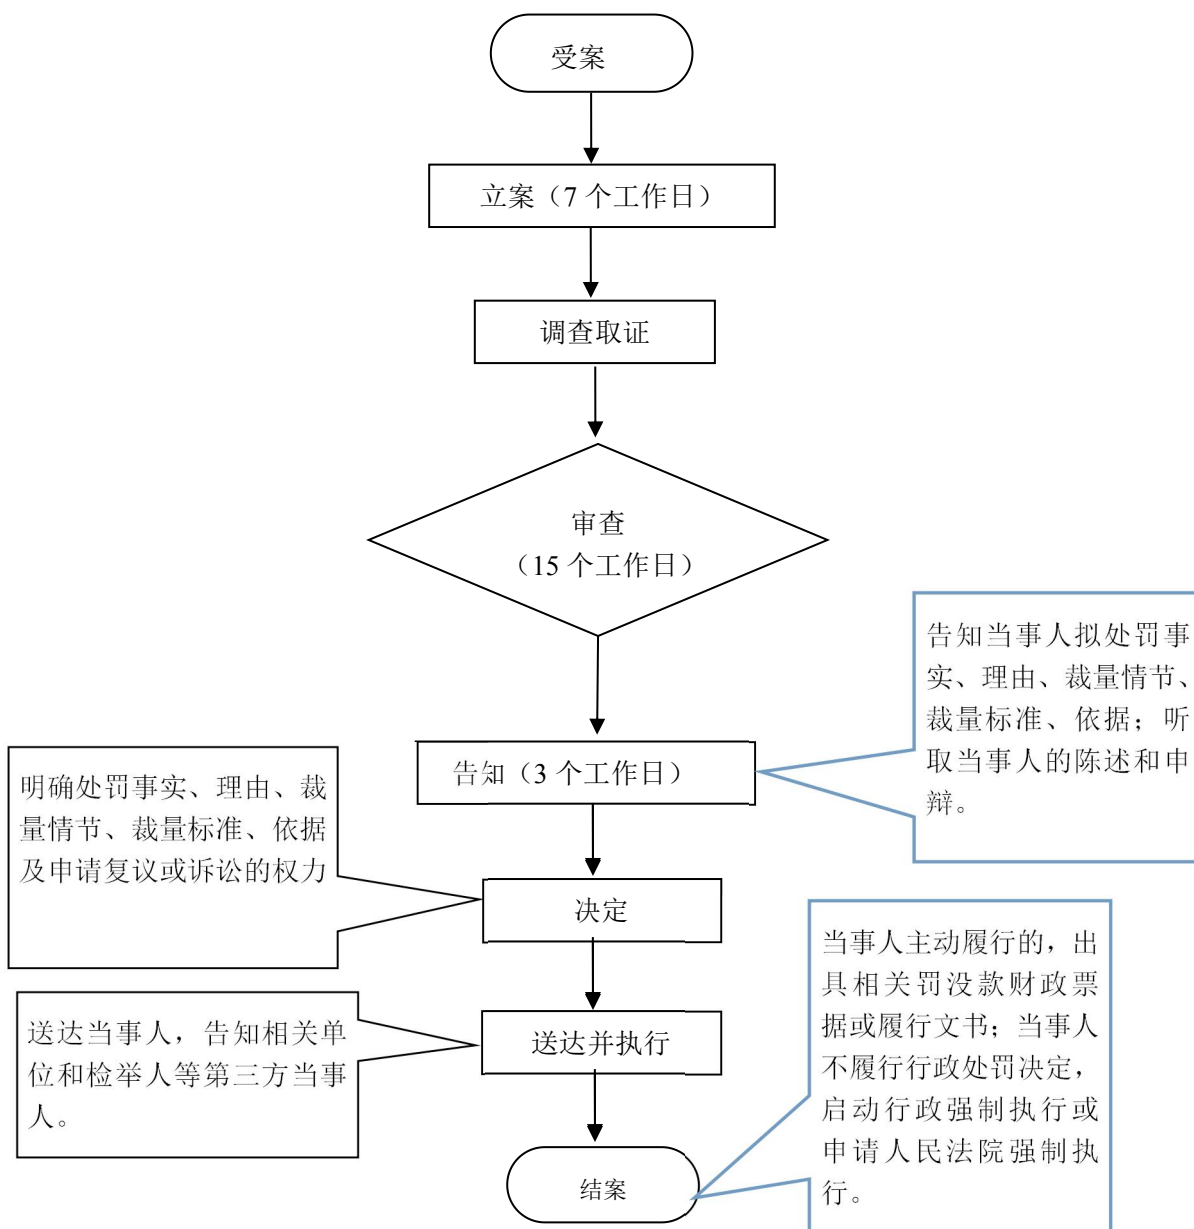 受案
立案（7 个工作日）
调查取证
审查
（15 个工作日）
告知当事人拟处罚事
实、理由、裁量情节、
裁量标准、依据；听
取当事人的陈述和申
辩。
告知（3 个工作日）
明确处罚事实、理由、裁
量情节、裁量标准、依据
及申请复议或诉讼的权力
决定
当事人主动履行的，出
具相关罚没款财政票
据或履行文书；当事人
不履行行政处罚决定，
启动行政强制执行或
申请人民法院强制执
行。
送达当事人，告知相关单
位和检举人等第三方当事
人。
送达并执行
结案